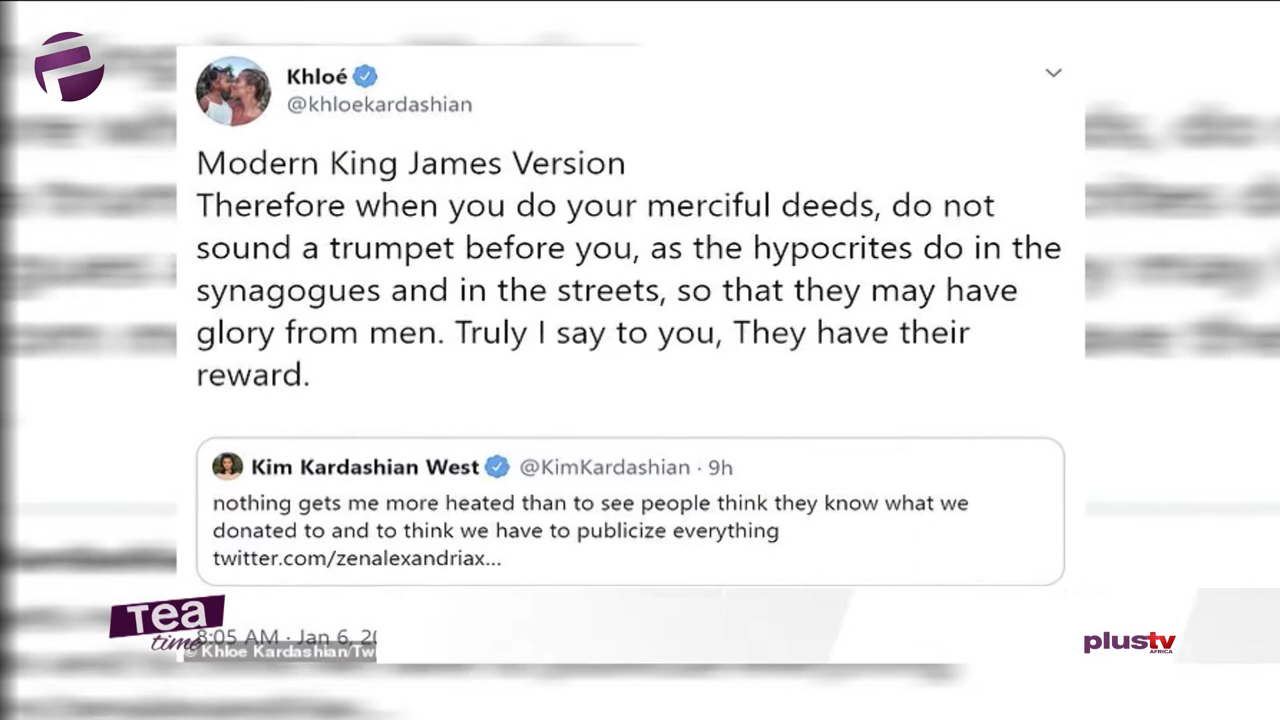 Khloé
@khloekardashian
Modern King James Version
Therefore when you do your merciful deeds, do not
sound a trumpet before you, as the hypocrites do in the
synagogues and in the streets, so that they may have
glory from men. Truly I say to you, They have their
reward.
Kim Kardashian West @KimKardashian · 9h
nothing gets me more heated than to see people think they know what we
donated to and to think we have to publicize everything
twitter.com/zenalexandriax...
Tea
time
8:05 AM · Jan 6, 20
© Khloe Kardashian/Tw
plustv
AFRICA